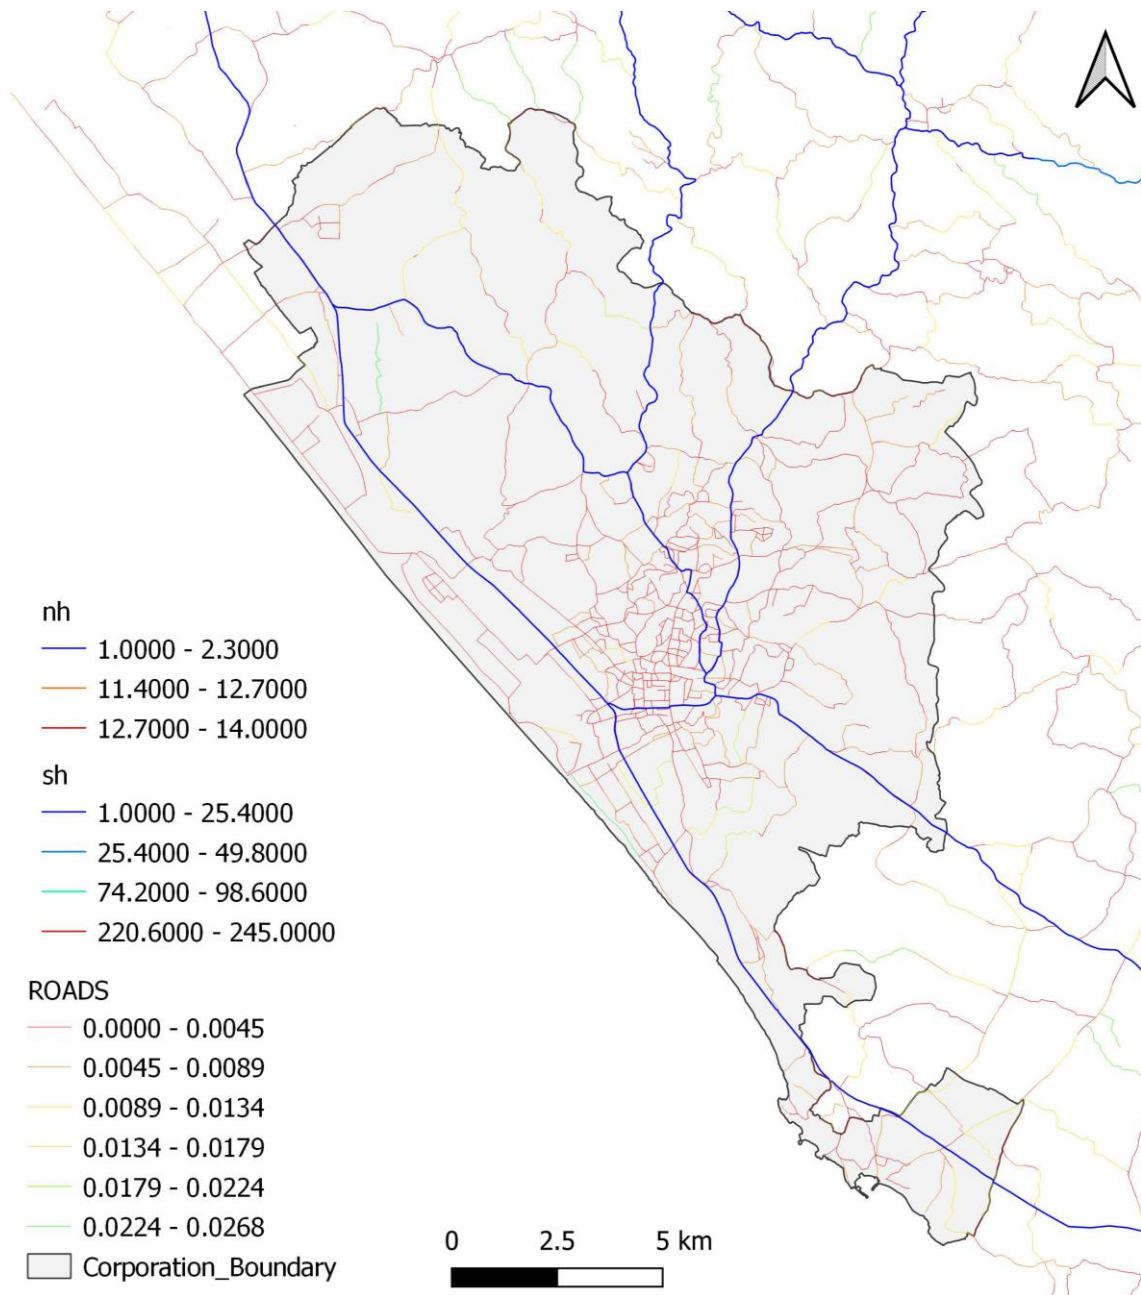 nh
1.0000 - 2.3000
11.4000 - 12.7000
12.7000 - 14.0000
sh
1.0000 - 25.4000
25.4000 - 49.8000
74.2000 - 98.6000
220.6000 - 245.0000
ROADS
0.0000 - 0.0045
0.0045 - 0.0089
0.0089 - 0.0134
0.0134 - 0.0179
0.0179 - 0.0224
0.0224 - 0.0268
Corporation_Boundary
0 2.5 5 km